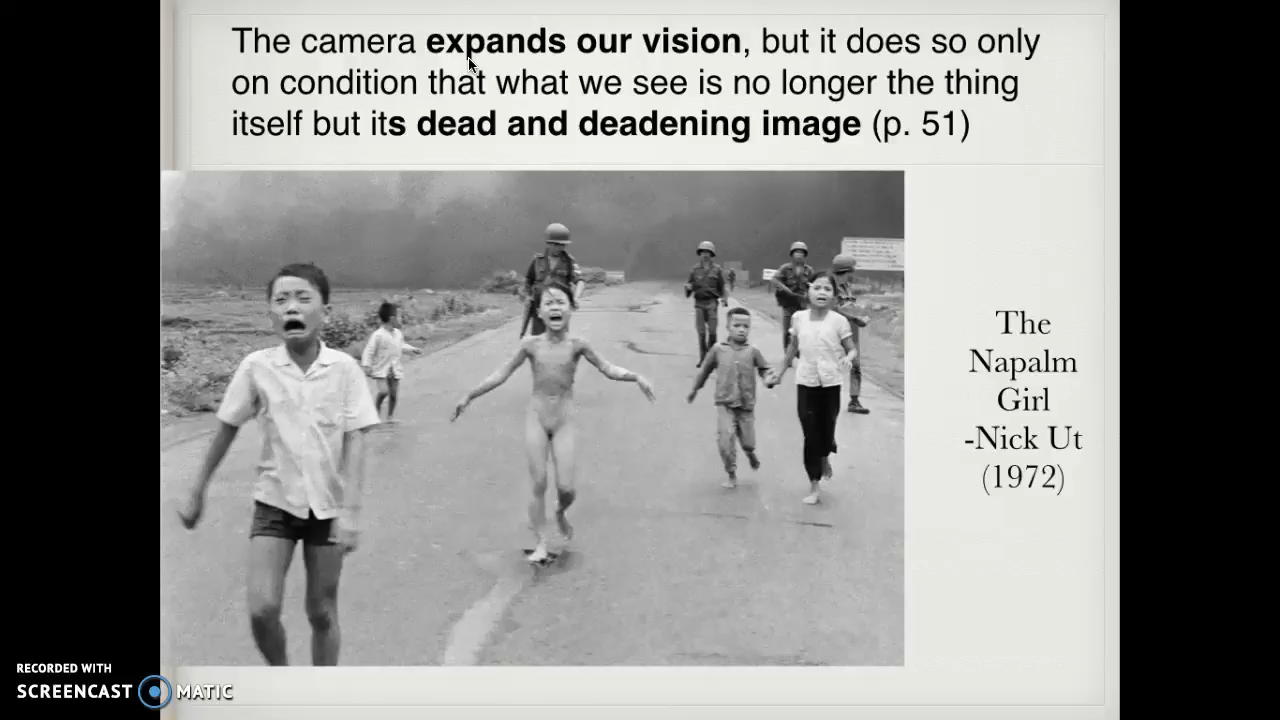 The camera expands our vision, but it does so only
on condition that what we see is no longer the thing
itself but its dead and deadening image (p. 51)
The
Napalm
Girl
-Nick Ut
(1972)
RECORDED WITH
SCREENCAST MATIC